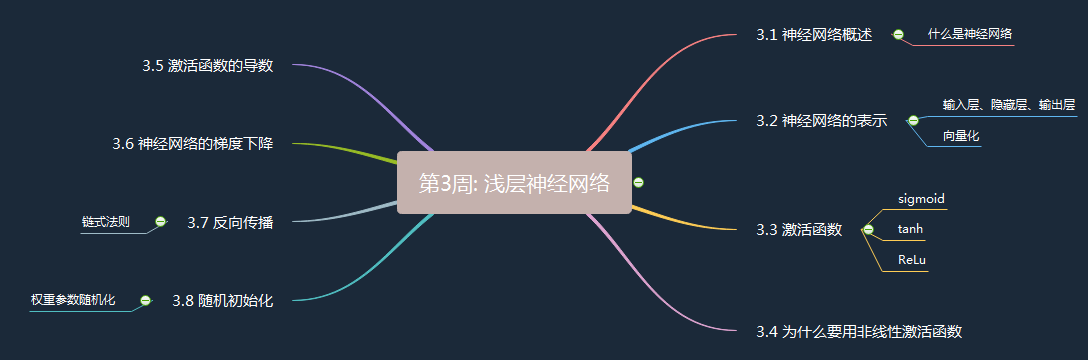 第3周: 浅层神经网络
3.1 神经网络概述
什么是神经网络
3.2 神经网络的表示
输入层、隐藏层、输出层
向量化
3.3 激活函数
sigmoid
tanh
ReLu
3.4 为什么要用非线性激活函数
3.5 激活函数的导数
3.6 神经网络的梯度下降
3.7 反向传播
链式法则
3.8 随机初始化
权重参数随机化